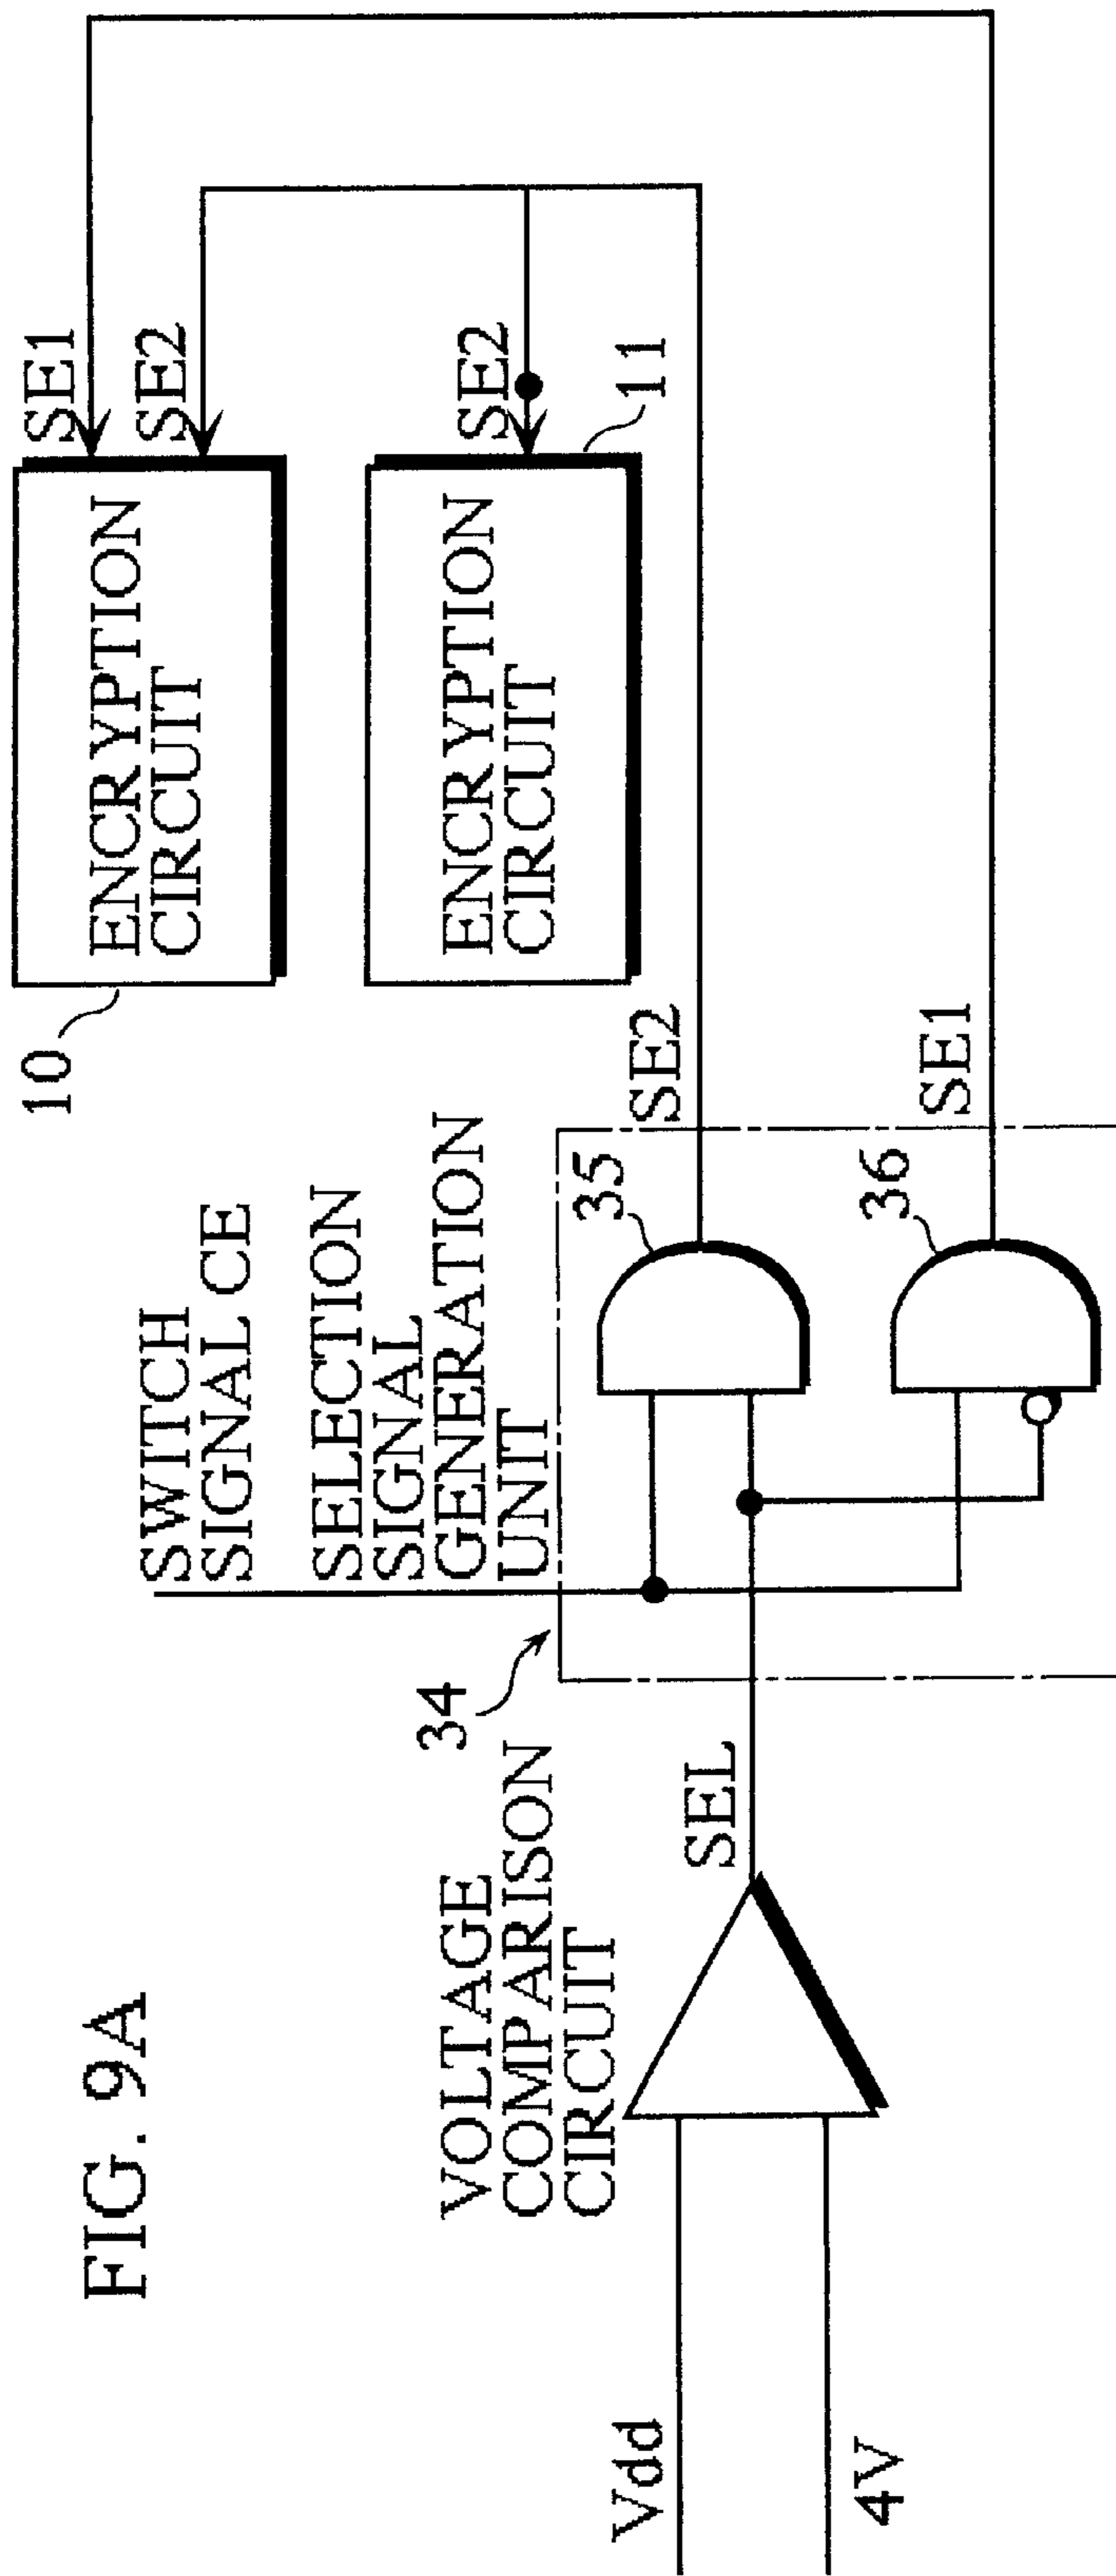 FIG. 9A
SWITCH
SIGNAL CE
SELECTION
SIGNAL
GENERATION
UNIT
34
VOLTAGE
COMPARISON
CIRCUIT
Vdd
4V
SEL
35
36
SE2
SE1
10
ENCRYPTION
CIRCUIT
SE1
SE2
ENCRYPTION
CIRCUIT
SE2
11